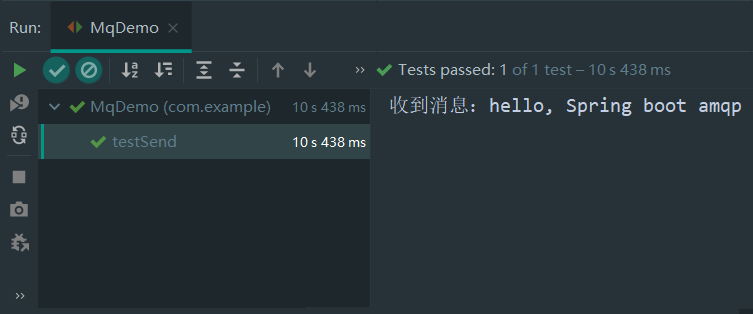 Run: MqDemo
Tests passed: 1 of 1 test – 10 s 438 ms
MqDemo (com.example) 10 s 438 ms
testSend 10 s 438 ms
收到消息：hello, Spring boot amqp